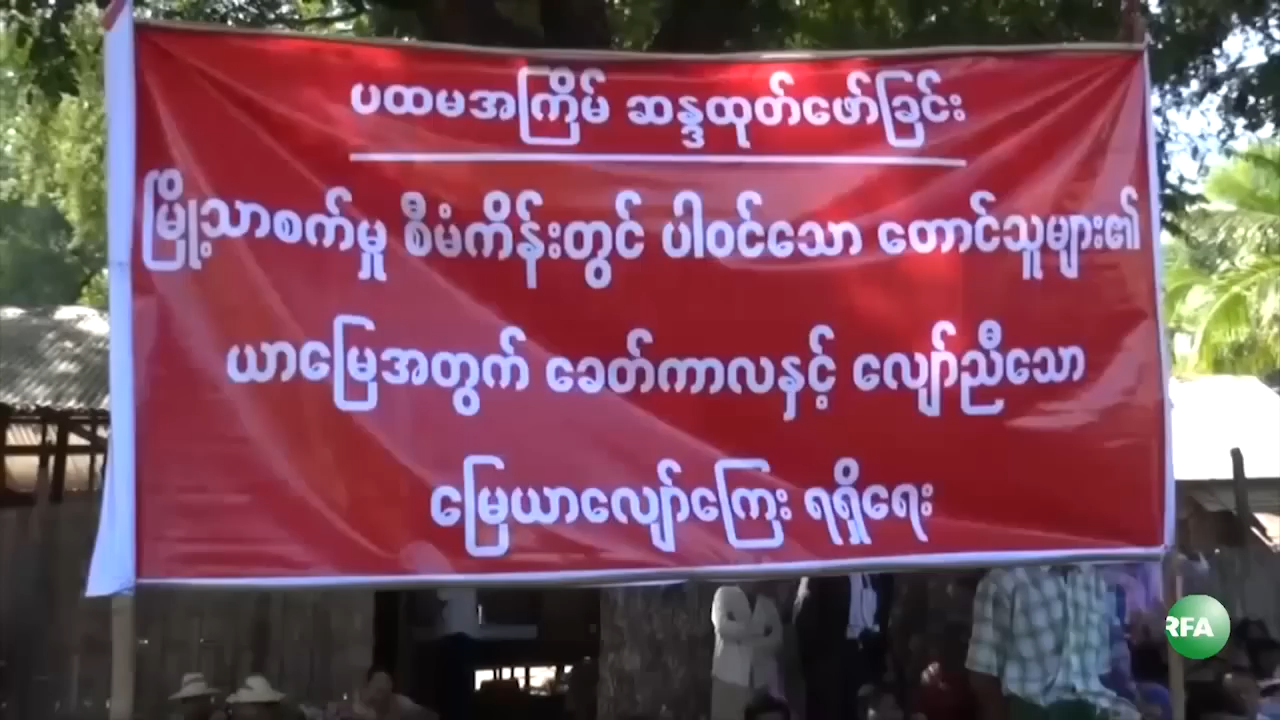 ပထမအကြိမ် ဆန္ဒထုတ်ဖော်ခြင်း
မြို့သာစက်မှု စီမံကိန်းတွင် ပါဝင်သော တောင်သူများ၏
ယာမြေအတွက် ခေတ်ကာလနှင့် လျော်ညီသော
မြေယာလျော်ကြေး ရရှိရေး
RFA